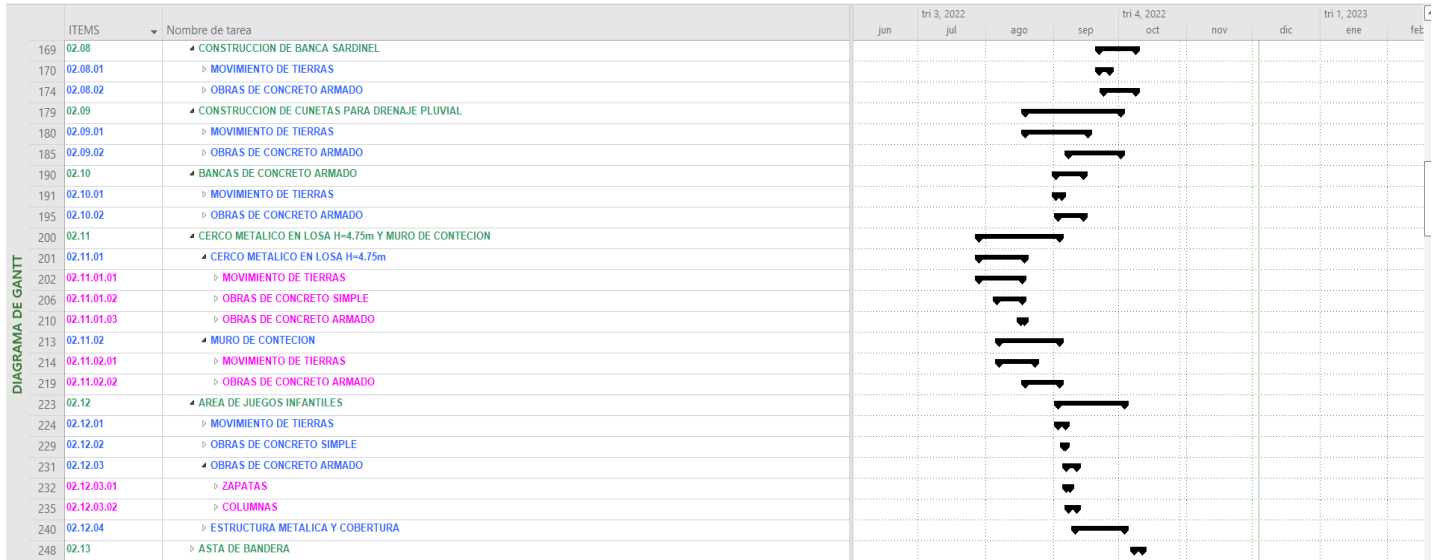 tri 3, 2022 tri 4, 2022 tri 1, 2023
ITEMS Nombre de tarea jun jul ago sep oct nov dic ene feb
DIAGRAMA DE GANTT
169 02.08 CONSTRUCCION DE BANCA SARDINEL
170 02.08.01 MOVIMIENTO DE TIERRAS
174 02.08.02 OBRAS DE CONCRETO ARMADO
179 02.09 CONSTRUCCION DE CUNETAS PARA DRENAJE PLUVIAL
180 02.09.01 MOVIMIENTO DE TIERRAS
185 02.09.02 OBRAS DE CONCRETO ARMADO
190 02.10 BANCAS DE CONCRETO ARMADO
191 02.10.01 MOVIMIENTO DE TIERRAS
195 02.10.02 OBRAS DE CONCRETO ARMADO
200 02.11 CERCO METALICO EN LOSA H=4.75m Y MURO DE CONTECION
201 02.11.01 CERCO METALICO EN LOSA H=4.75m
202 02.11.01.01 MOVIMIENTO DE TIERRAS
206 02.11.01.02 OBRAS DE CONCRETO SIMPLE
210 02.11.01.03 OBRAS DE CONCRETO ARMADO
213 02.11.02 MURO DE CONTECION
214 02.11.02.01 MOVIMIENTO DE TIERRAS
219 02.11.02.02 OBRAS DE CONCRETO ARMADO
223 02.12 AREA DE JUEGOS INFANTILES
224 02.12.01 MOVIMIENTO DE TIERRAS
229 02.12.02 OBRAS DE CONCRETO SIMPLE
231 02.12.03 OBRAS DE CONCRETO ARMADO
232 02.12.03.01 ZAPATAS
235 02.12.03.02 COLUMNAS
240 02.12.04 ESTRUCTURA METALICA Y COBERTURA
248 02.13 ASTA DE BANDERA